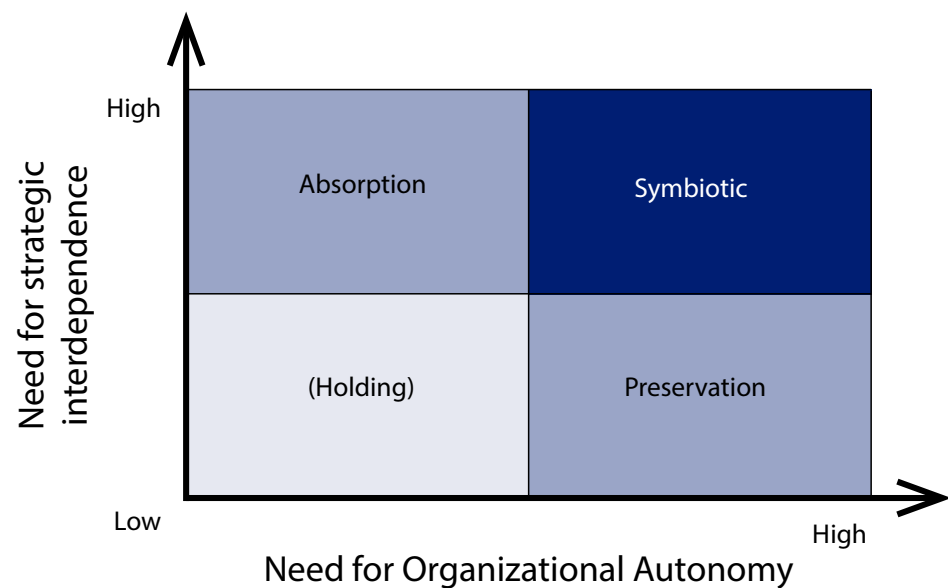 High
Absorption
Symbiotic
Need for strategic
interdependence
(Holding)
Preservation
Low
High
Need for Organizational Autonomy